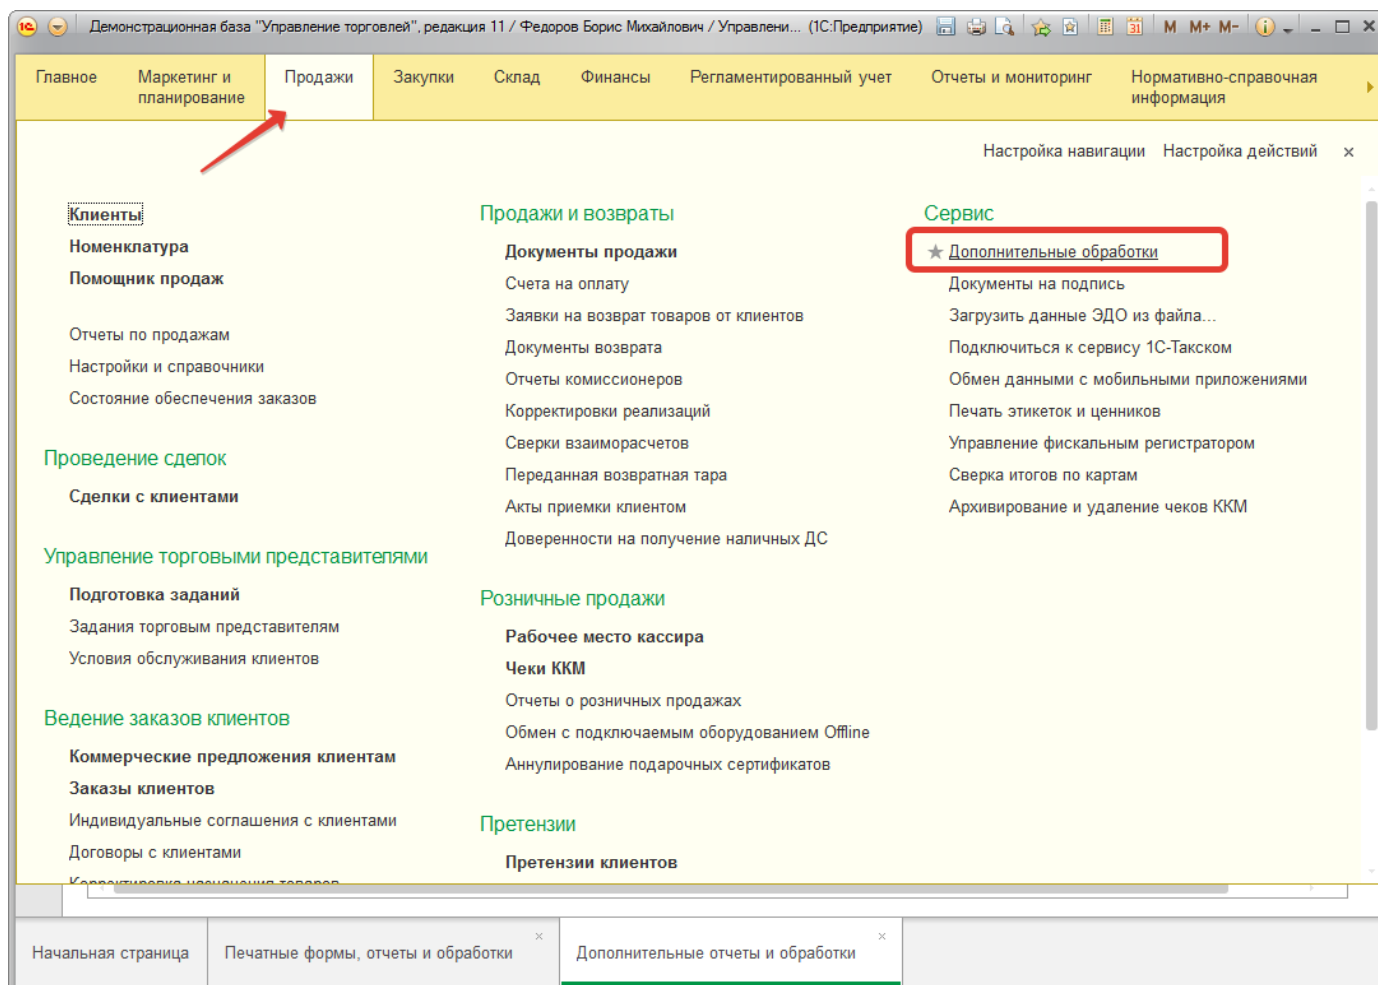 Демонстрационная база "Управление торговлей", редакция 11 / Федоров Борис Михайлович / Управлени... (1С:Предприятие)
M M+ M-
Главное
Маркетинг и
планирование
Продажи
Закупки
Склад
Финансы
Регламентированный учет
Отчеты и мониторинг
Нормативно-справочная
информация
Настройка навигации Настройка действий
Клиенты
Номенклатура
Помощник продаж
Отчеты по продажам
Настройки и справочники
Состояние обеспечения заказов
Проведение сделок
Сделки с клиентами
Управление торговыми представителями
Подготовка заданий
Задания торговым представителям
Условия обслуживания клиентов
Ведение заказов клиентов
Коммерческие предложения клиентам
Заказы клиентов
Индивидуальные соглашения с клиентами
Договоры с клиентами
Корректировка назначения товаров
Продажи и возвраты
Документы продажи
Счета на оплату
Заявки на возврат товаров от клиентов
Документы возврата
Отчеты комиссионеров
Корректировки реализаций
Сверки взаиморасчетов
Переданная возвратная тара
Акты приемки клиентом
Доверенности на получение наличных ДС
Розничные продажи
Рабочее место кассира
Чеки ККМ
Отчеты о розничных продажах
Обмен с подключаемым оборудованием Offline
Аннулирование подарочных сертификатов
Претензии
Претензии клиентов
Сервис
Дополнительные обработки
Документы на подпись
Загрузить данные ЭДО из файла...
Подключиться к сервису 1С-Такском
Обмен данными с мобильными приложениями
Печать этикеток и ценников
Управление фискальным регистратором
Сверка итогов по картам
Архивирование и удаление чеков ККМ
Начальная страница
Печатные формы, отчеты и обработки
Дополнительные отчеты и обработки